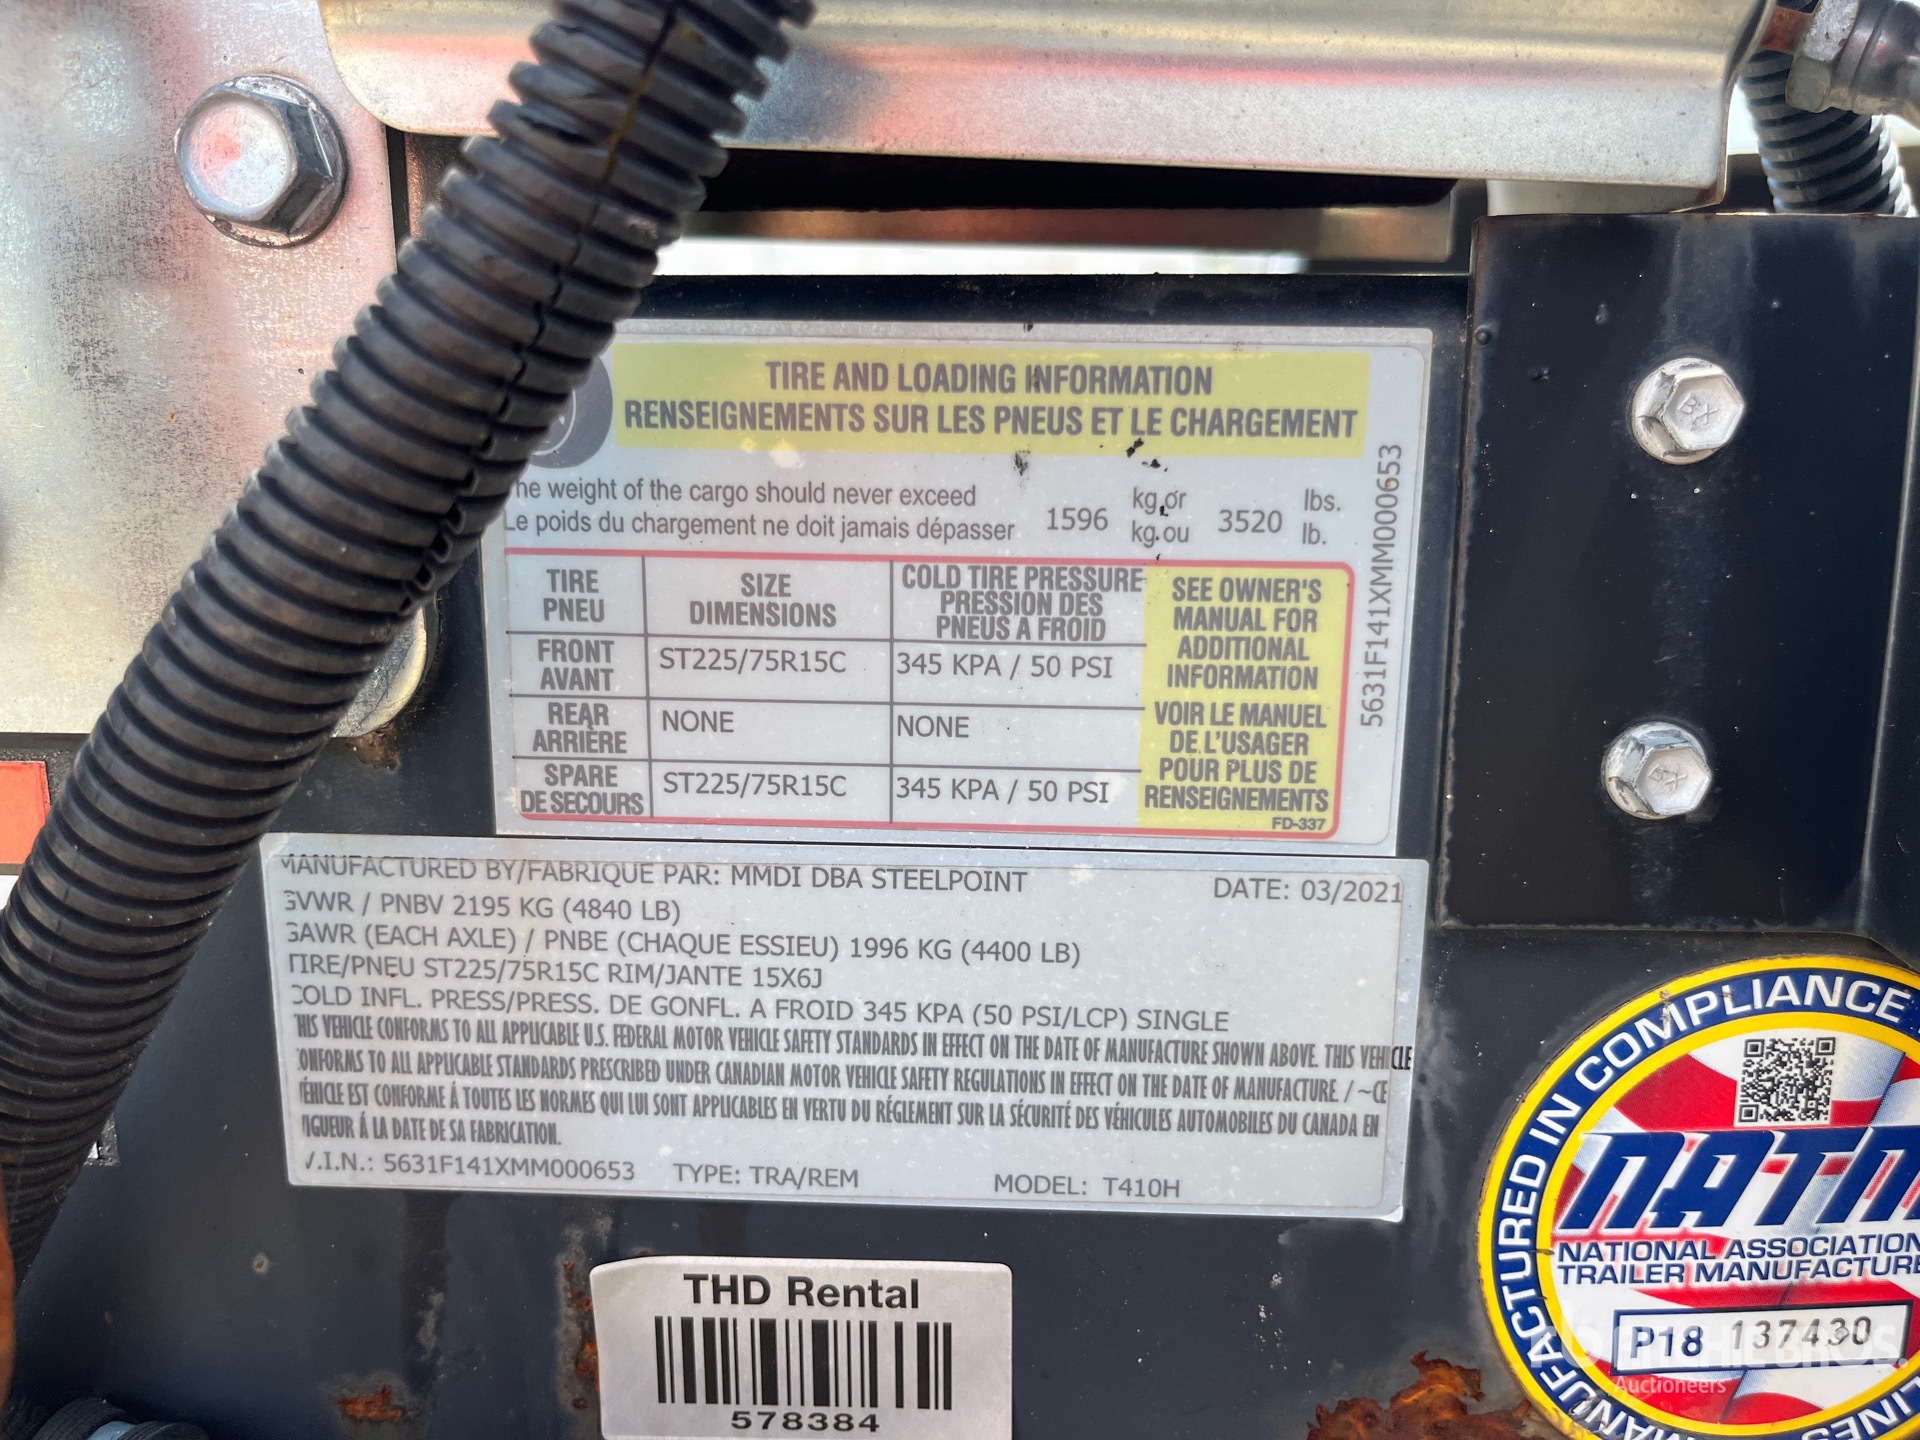 TIRE AND LOADING INFORMATION
RENSEIGNEMENTS SUR LES PNEUS ET LE CHARGEMENT
he weight of the cargo should never exceed 1596 kg.or 3520 lbs.
Le poids du chargement ne doit jamais dépasser kg.ou lb.
TIRE
PNEU
SIZE
DIMENSIONS
COLD TIRE PRESSURE
PRESSION DES
PNEUS A FROID
FRONT
AVANT
ST225/75R15C
345 KPA / 50 PSI
REAR
ARRIÈRE
NONE
NONE
SPARE
DE SECOURS
ST225/75R15C
345 KPA / 50 PSI
SEE OWNER'S
MANUAL FOR
ADDITIONAL
INFORMATION
VOIR LE MANUEL
DE L'USAGER
POUR PLUS DE
RENSEIGNEMENTS
FD-337
5631F141XMM000653
MANUFACTURED BY/FABRIQUE PAR: MMDI DBA STEELPOINT DATE: 03/2021
GVWR / PNBV 2195 KG (4840 LB)
GAWR (EACH AXLE) / PNBE (CHAQUE ESSIEU) 1996 KG (4400 LB)
TIRE/PNEU ST225/75R15C RIM/JANTE 15X6J
COLD INFL. PRESS/PRESS. DE GONFL. A FROID 345 KPA (50 PSI/LCP) SINGLE
THIS VEHICLE CONFORMS TO ALL APPLICABLE U.S. FEDERAL MOTOR VEHICLE SAFETY STANDARDS IN EFFECT ON THE DATE OF MANUFACTURE SHOWN ABOVE. THIS VEHICLE
CONFORMS TO ALL APPLICABLE STANDARDS PRESCRIBED UNDER CANADIAN MOTOR VEHICLE SAFETY REGULATIONS IN EFFECT ON THE DATE OF MANUFACTURE. / ~CE
VÉHICLE EST CONFORME À TOUTES LES NORMES QUI LUI SONT APPLICABLES EN VERTU DU RÉGLEMENT SUR LA SÉCURITÉ DES VÉHICULES AUTOMOBILES DU CANADA EN
VIGUEUR À LA DATE DE SA FABRICATION.
V.I.N.: 5631F141XMM000653 TYPE: TRA/REM MODEL: T410H
THD Rental
578384
MANUFACTURED IN COMPLIANCE
NATM
NATIONAL ASSOCIATION
TRAILER MANUFACTURE
P18 137430
RITCHIE BROS.
Auctioneers
BX
BX